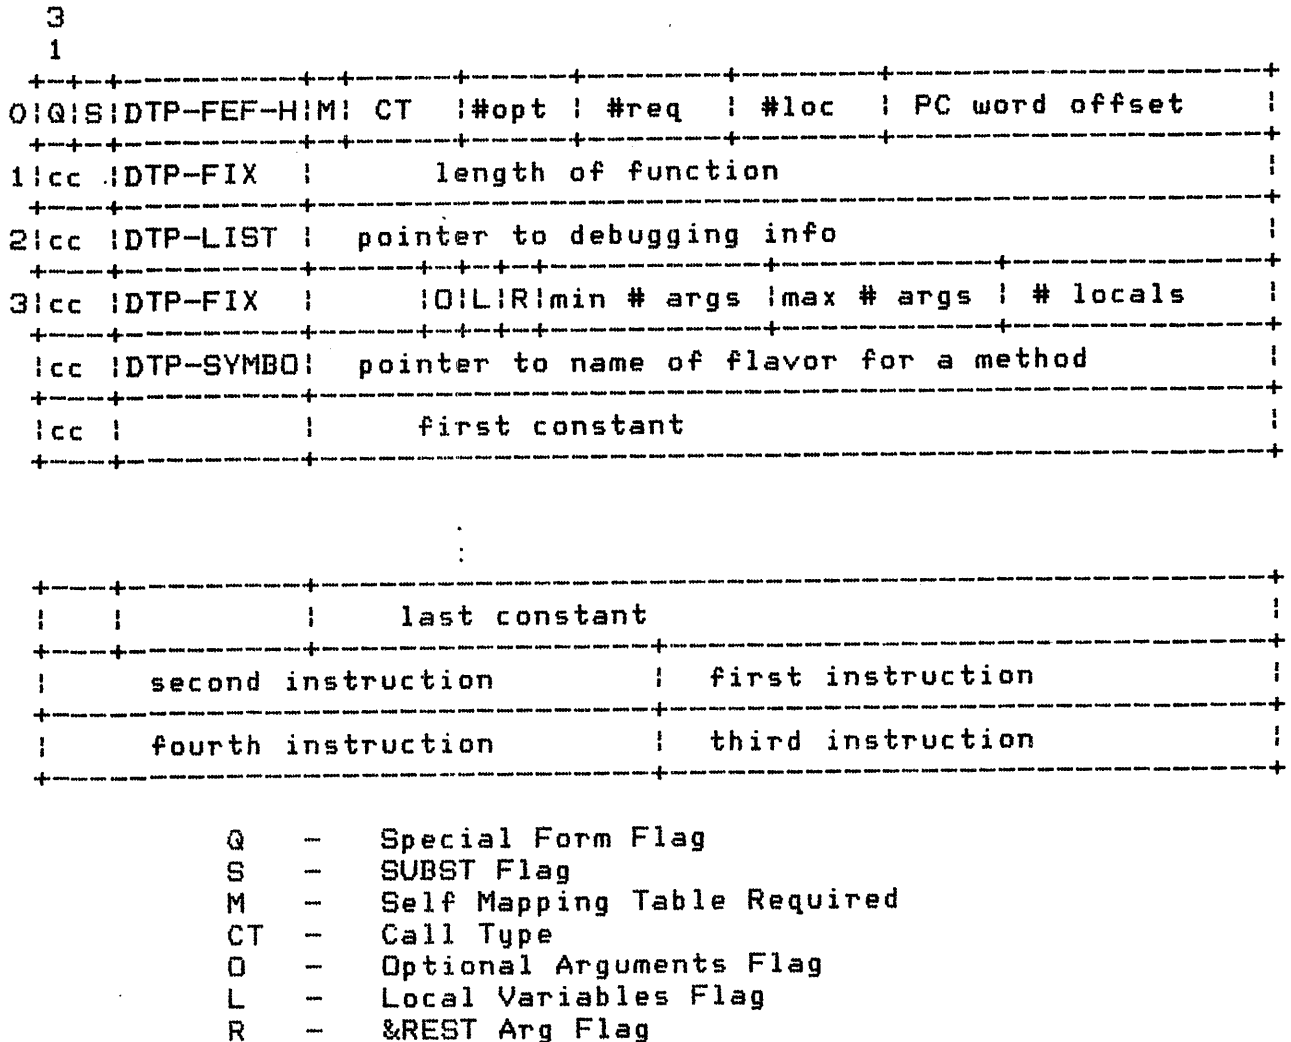 3
1
+-+-+----------+-+------+------+--------+--------+--------------------+
0|Q|S|DTP-FEF-H|M| CT |#opt | #req | #loc | PC word offset |
+-+-+----------+-+------+------+--------+--------+--------------------+
1|cc |DTP-FIX | length of function |
+---+----------+--------------------------------------------------+
2|cc |DTP-LIST | pointer to debugging info |
+---+----------+------+-+-+-+------------+------------+--------------+
3|cc |DTP-FIX | |O|L|R|min # args |max # args | # locals |
+---+----------+------+-+-+-+------------+------------+--------------+
|cc |DTP-SYMBO| pointer to name of flavor for a method |
+---+----------+--------------------------------------------------+
|cc | | first constant |
+---+----------+--------------------------------------------------+
.
:
+---+----------+--------------------------------------------------+
| | | last constant |
+---+----------+------------------+--------------------------------+
| second instruction | first instruction |
+--------------------------------+--------------------------------+
| fourth instruction | third instruction |
+--------------------------------+--------------------------------+
Q - Special Form Flag
S - SUBST Flag
M - Self Mapping Table Required
CT - Call Type
O - Optional Arguments Flag
L - Local Variables Flag
R - &REST Arg Flag